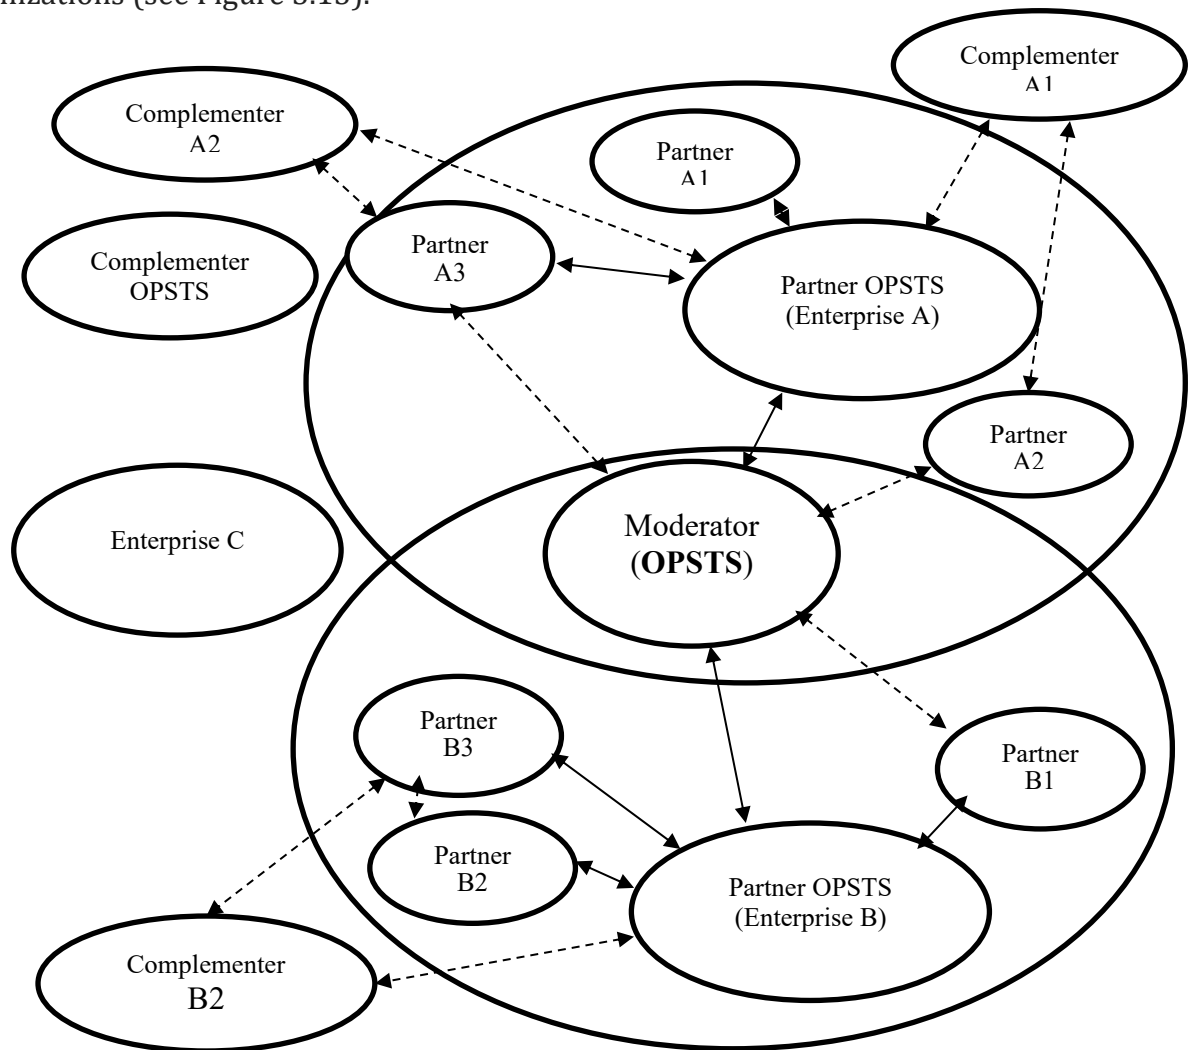 nizations (see Figure 3.13).
Complementer
A1
Complementer
A2
Partner
A1
Partner
A3
Complementer
OPSTS
Partner OPSTS
(Enterprise A)
Partner
A2
Moderator
(OPSTS)
Enterprise C
Partner
B3
Partner
B1
Partner
B2
Partner OPSTS
(Enterprise B)
Complementer
B2